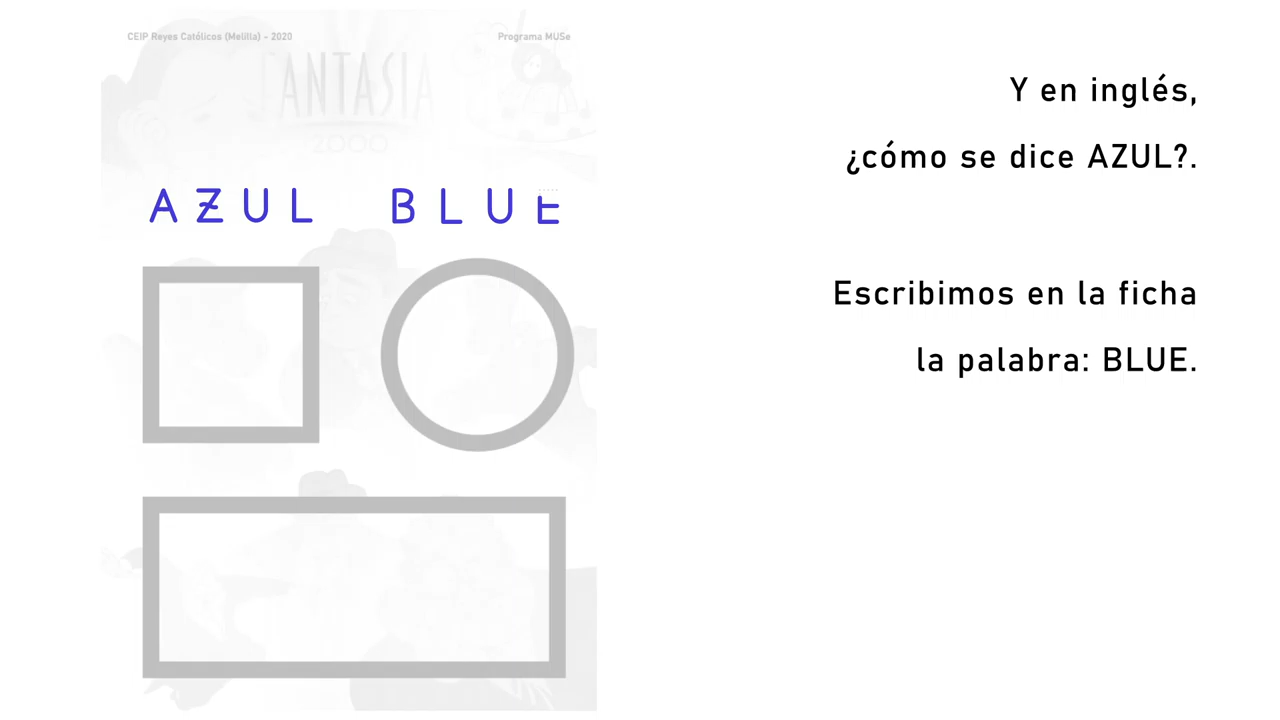 CEIP Reyes Católicos (Melilla) - 2020 Programa MUSe
FANTASIA
2000
AZUL BLUE
Y en inglés,
¿cómo se dice AZUL?.
Escribimos en la ficha
la palabra: BLUE.